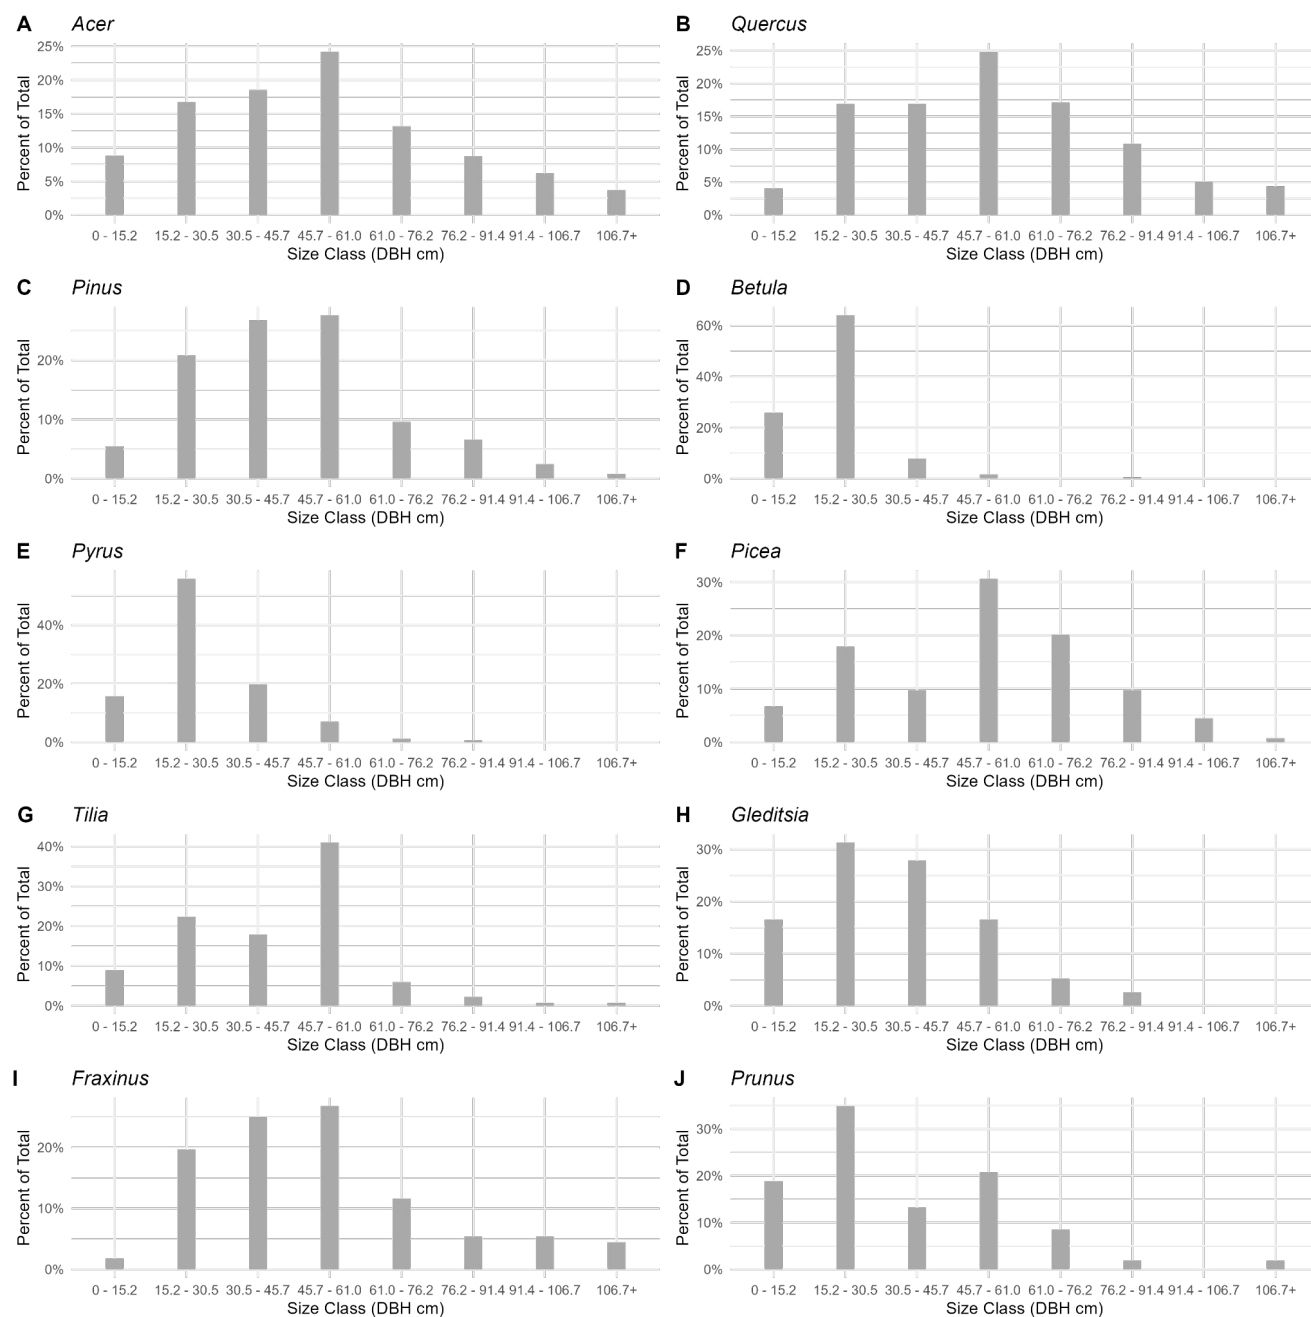 A Acer
B Quercus
Percent of Total
25%
20%
15%
10%
5%
0%
0 - 15.2 15.2 - 30.5 30.5 - 45.7 45.7 - 61.0 61.0 - 76.2 76.2 - 91.4 91.4 - 106.7 106.7+
Size Class (DBH cm)
Percent of Total
25%
20%
15%
10%
5%
0%
0 - 15.2 15.2 - 30.5 30.5 - 45.7 45.7 - 61.0 61.0 - 76.2 76.2 - 91.4 91.4 - 106.7 106.7+
Size Class (DBH cm)
C Pinus
D Betula
Percent of Total
20%
10%
0%
0 - 15.2 15.2 - 30.5 30.5 - 45.7 45.7 - 61.0 61.0 - 76.2 76.2 - 91.4 91.4 - 106.7 106.7+
Size Class (DBH cm)
Percent of Total
60%
40%
20%
0%
0 - 15.2 15.2 - 30.5 30.5 - 45.7 45.7 - 61.0 61.0 - 76.2 76.2 - 91.4 91.4 - 106.7 106.7+
Size Class (DBH cm)
E Pyrus
F Picea
Percent of Total
40%
20%
0%
0 - 15.2 15.2 - 30.5 30.5 - 45.7 45.7 - 61.0 61.0 - 76.2 76.2 - 91.4 91.4 - 106.7 106.7+
Size Class (DBH cm)
Percent of Total
30%
20%
10%
0%
0 - 15.2 15.2 - 30.5 30.5 - 45.7 45.7 - 61.0 61.0 - 76.2 76.2 - 91.4 91.4 - 106.7 106.7+
Size Class (DBH cm)
G Tilia
H Gleditsia
Percent of Total
40%
30%
20%
10%
0%
0 - 15.2 15.2 - 30.5 30.5 - 45.7 45.7 - 61.0 61.0 - 76.2 76.2 - 91.4 91.4 - 106.7 106.7+
Size Class (DBH cm)
Percent of Total
30%
20%
10%
0%
0 - 15.2 15.2 - 30.5 30.5 - 45.7 45.7 - 61.0 61.0 - 76.2 76.2 - 91.4 91.4 - 106.7 106.7+
Size Class (DBH cm)
I Fraxinus
J Prunus
Percent of Total
20%
10%
0%
0 - 15.2 15.2 - 30.5 30.5 - 45.7 45.7 - 61.0 61.0 - 76.2 76.2 - 91.4 91.4 - 106.7 106.7+
Size Class (DBH cm)
Percent of Total
30%
20%
10%
0%
0 - 15.2 15.2 - 30.5 30.5 - 45.7 45.7 - 61.0 61.0 - 76.2 76.2 - 91.4 91.4 - 106.7 106.7+
Size Class (DBH cm)